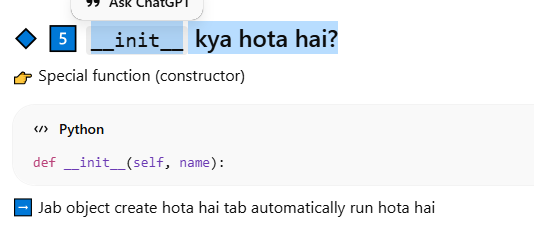 Ask ChatGPT
5 __init__ kya hota hai?
Special function (constructor)
Python
def __init__(self, name):
Jab object create hota hai tab automatically run hota hai